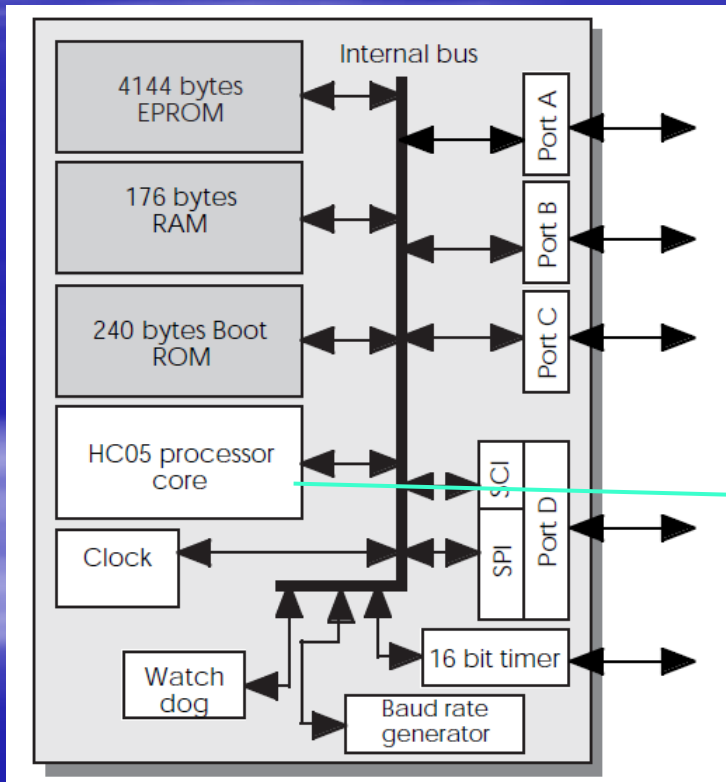 Internal bus
4144 bytes
EPROM
176 bytes
RAM
240 bytes Boot
ROM
HC05 processor
core
Clock
Watch
dog
Baud rate
generator
16 bit timer
Port A
Port B
Port C
SCI
SPI
Port D